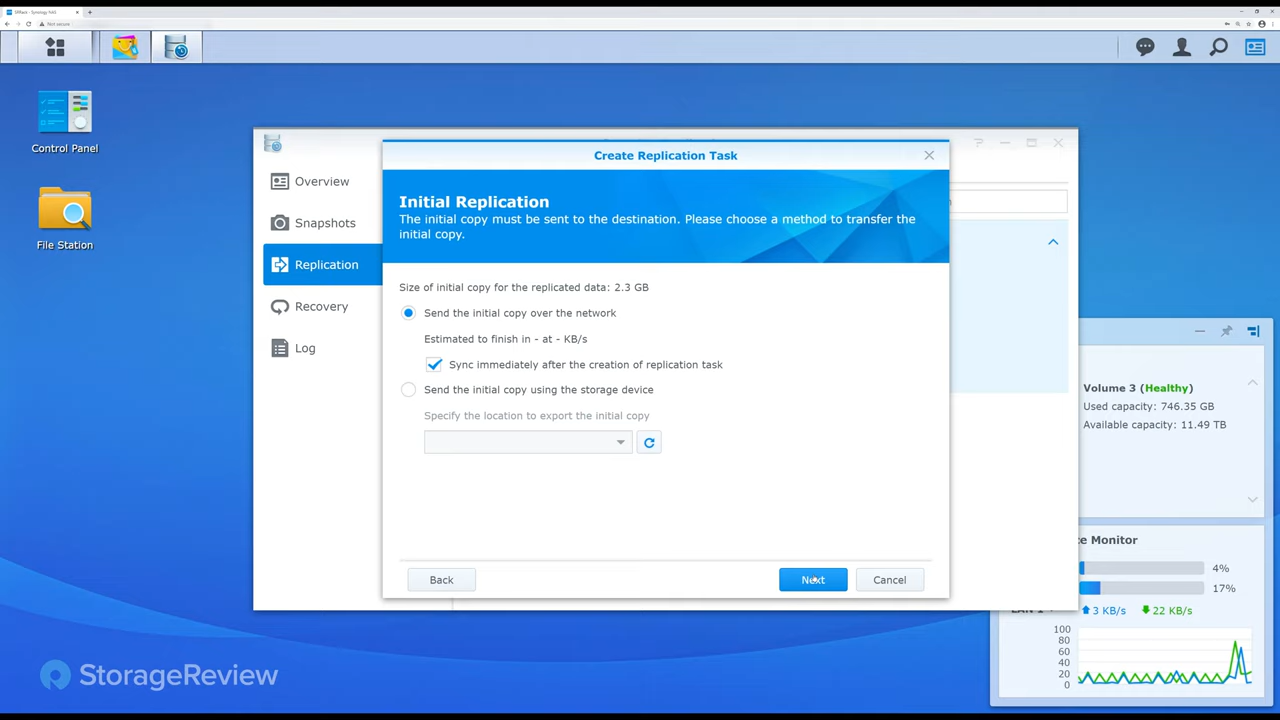 Not secure
Control Panel
File Station
Overview
Snapshots
Replication
Recovery
Log
Create Replication Task
Initial Replication
The initial copy must be sent to the destination. Please choose a method to transfer the
initial copy.
Size of initial copy for the replicated data: 2.3 GB
Send the initial copy over the network
Estimated to finish in - at - KB/s
Sync immediately after the creation of replication task
Send the initial copy using the storage device
Specify the location to export the initial copy
Back
Next
Cancel
Volume 3 (Healthy)
Used capacity: 746.35 GB
Available capacity: 11.49 TB
Monitor
4%
17%
3 KB/s
22 KB/s
100
80
60
40
20
0
StorageReview